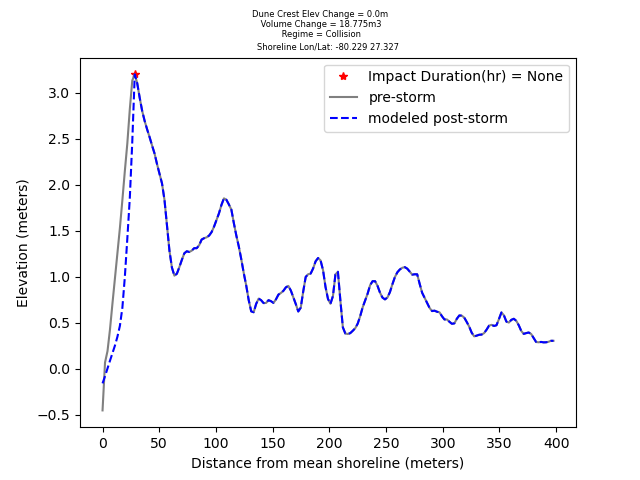 Dune Crest Elev Change = 0.0m
Volume Change = 18.775m3
Regime = Collision
Shoreline Lon/Lat: -80.229 27.327
Impact Duration(hr) = None
pre-storm
modeled post-storm
Elevation (meters)
3.0
2.5
2.0
1.5
1.0
0.5
0.0
−0.5
0 50 100 150 200 250 300 350 400
Distance from mean shoreline (meters)